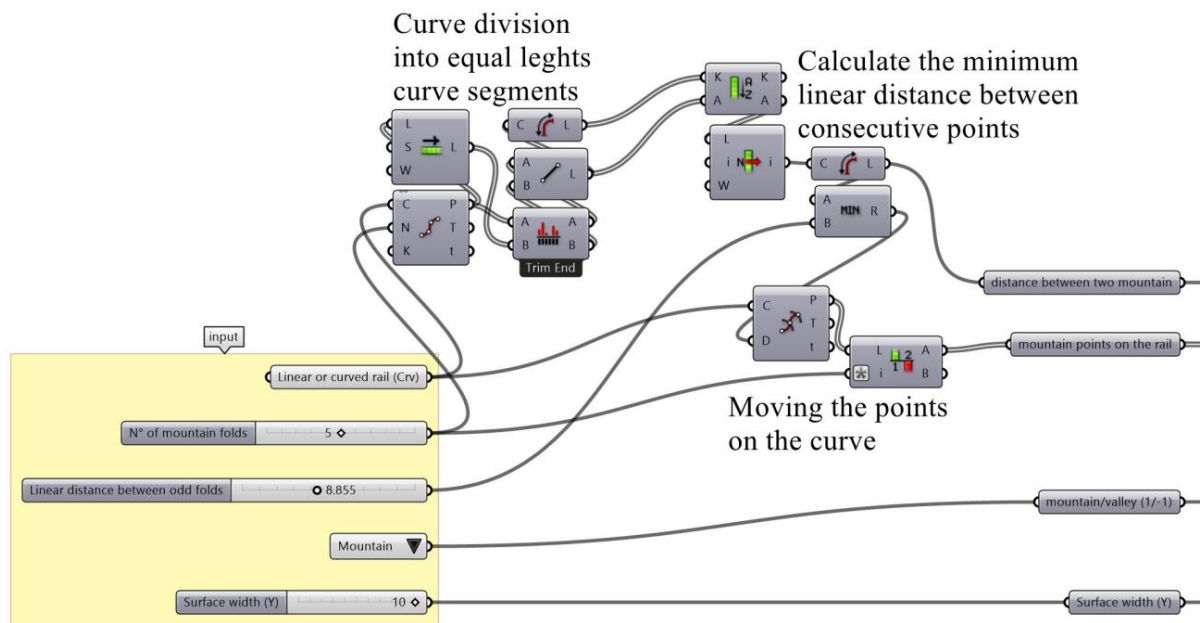 Curve division
into equal leghts
curve segments
Calculate the minimum
linear distance between
consecutive points
K A K A
A Z
L S W L
C L
A B L
L i W N i
C L
A B MIN R
C N K P T t
A B A B
Trim End
distance between two mountain
C D P T t
input
Linear or curved rail (Crv)
L i 2 1 A B
mountain points on the rail
Moving the points
on the curve
N° of mountain folds 5
Linear distance between odd folds 8.855
mountain/valley (1/-1)
Mountain
Surface width (Y) 10
Surface width (Y)